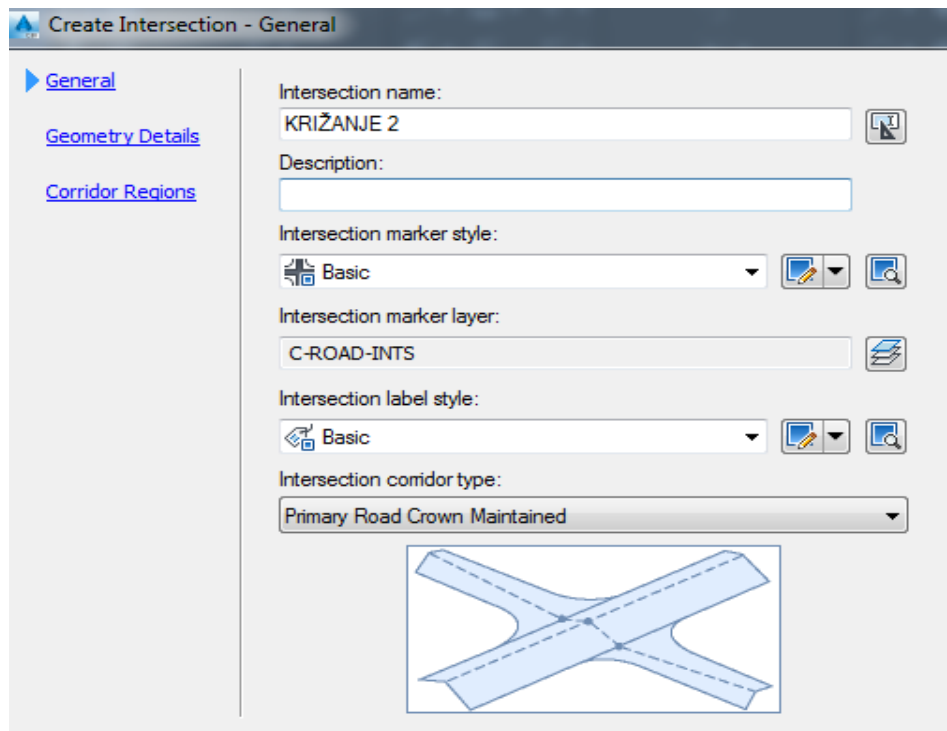 Create Intersection - General
General
Geometry Details
Corridor Regions
Intersection name:
KRIŽANJE 2
Description:
Intersection marker style:
Basic
Intersection marker layer:
C-ROAD-INTS
Intersection label style:
Basic
Intersection corridor type:
Primary Road Crown Maintained